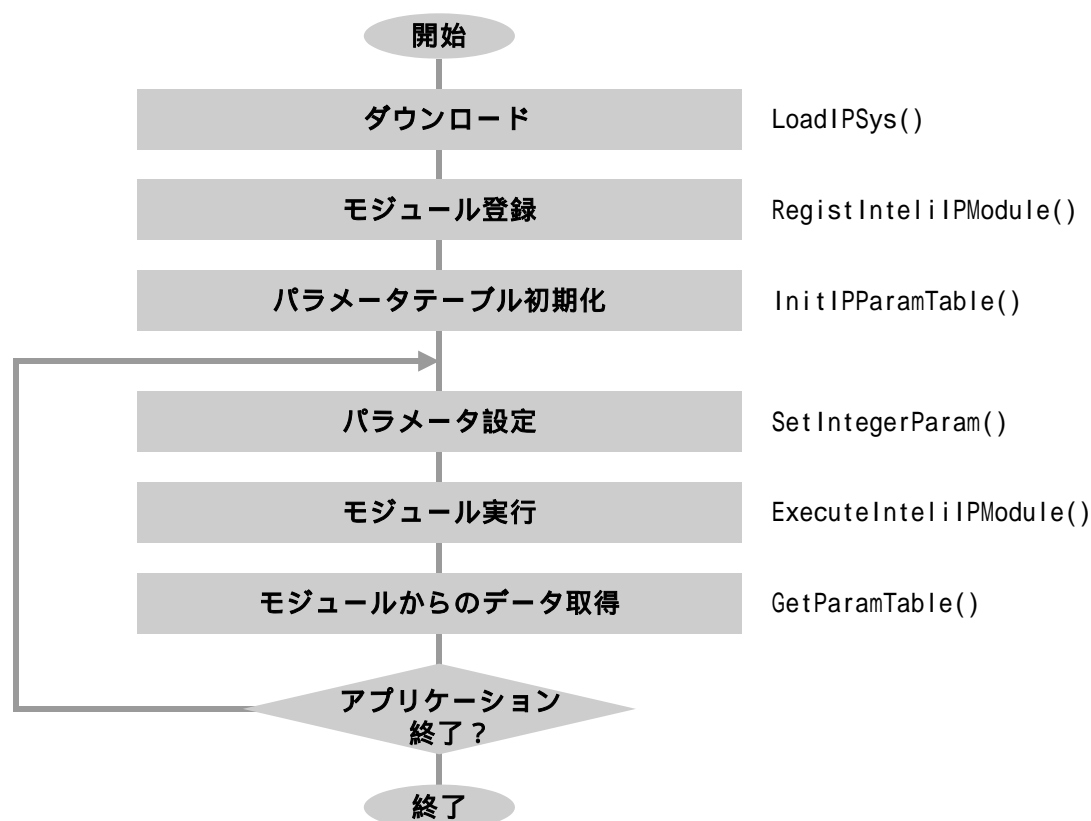 開始
ダウンロード LoadIPSys()
モジュール登録 RegistInteliIPModule()
パラメータテーブル初期化 InitIPParamTable()
パラメータ設定 SetIntegerParam()
モジュール実行 ExecuteInteliIPModule()
モジュールからのデータ取得 GetParamTable()
アプリケーション
終了？
終了